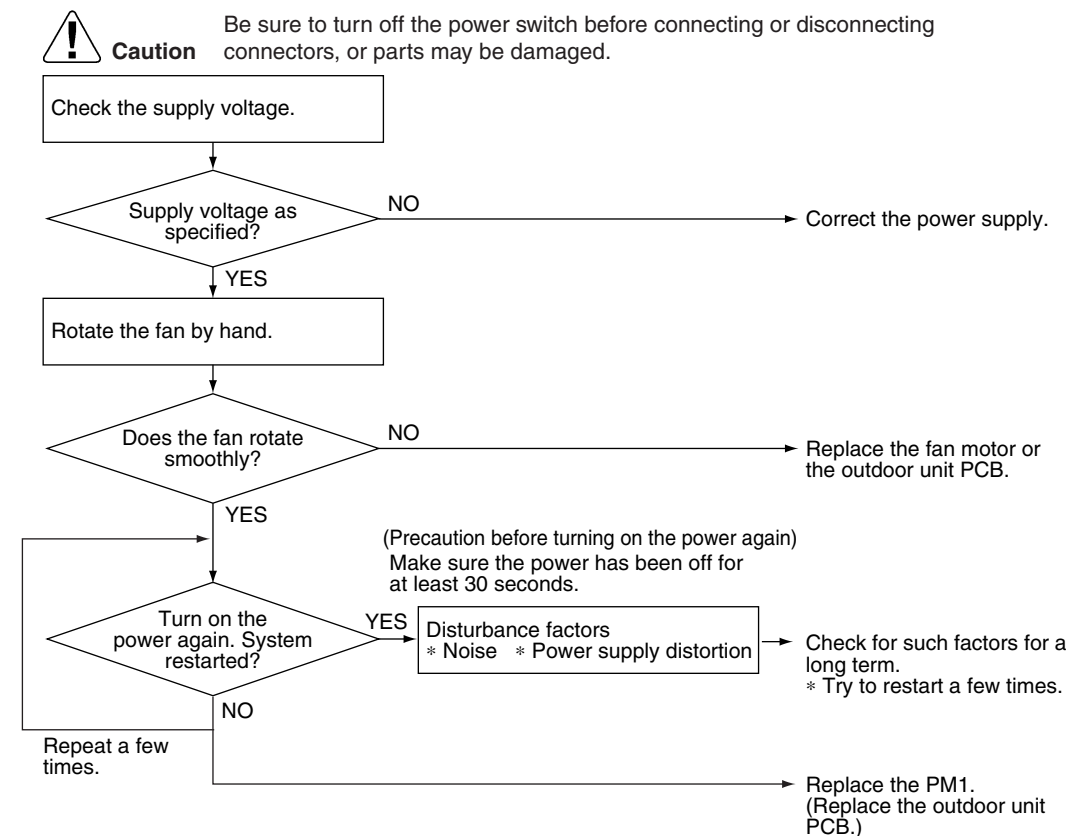 Be sure to turn off the power switch before connecting or disconnecting
Caution connectors, or parts may be damaged.
Check the supply voltage.
Supply voltage as
specified?
NO
Correct the power supply.
YES
Rotate the fan by hand.
Does the fan rotate
smoothly?
NO
Replace the fan motor or
the outdoor unit PCB.
YES
(Precaution before turning on the power again)
Make sure the power has been off for
at least 30 seconds.
Turn on the
power again. System
restarted?
YES
Disturbance factors
* Noise * Power supply distortion
Check for such factors for a
long term.
* Try to restart a few times.
NO
Repeat a few
times.
Replace the PM1.
(Replace the outdoor unit
PCB.)